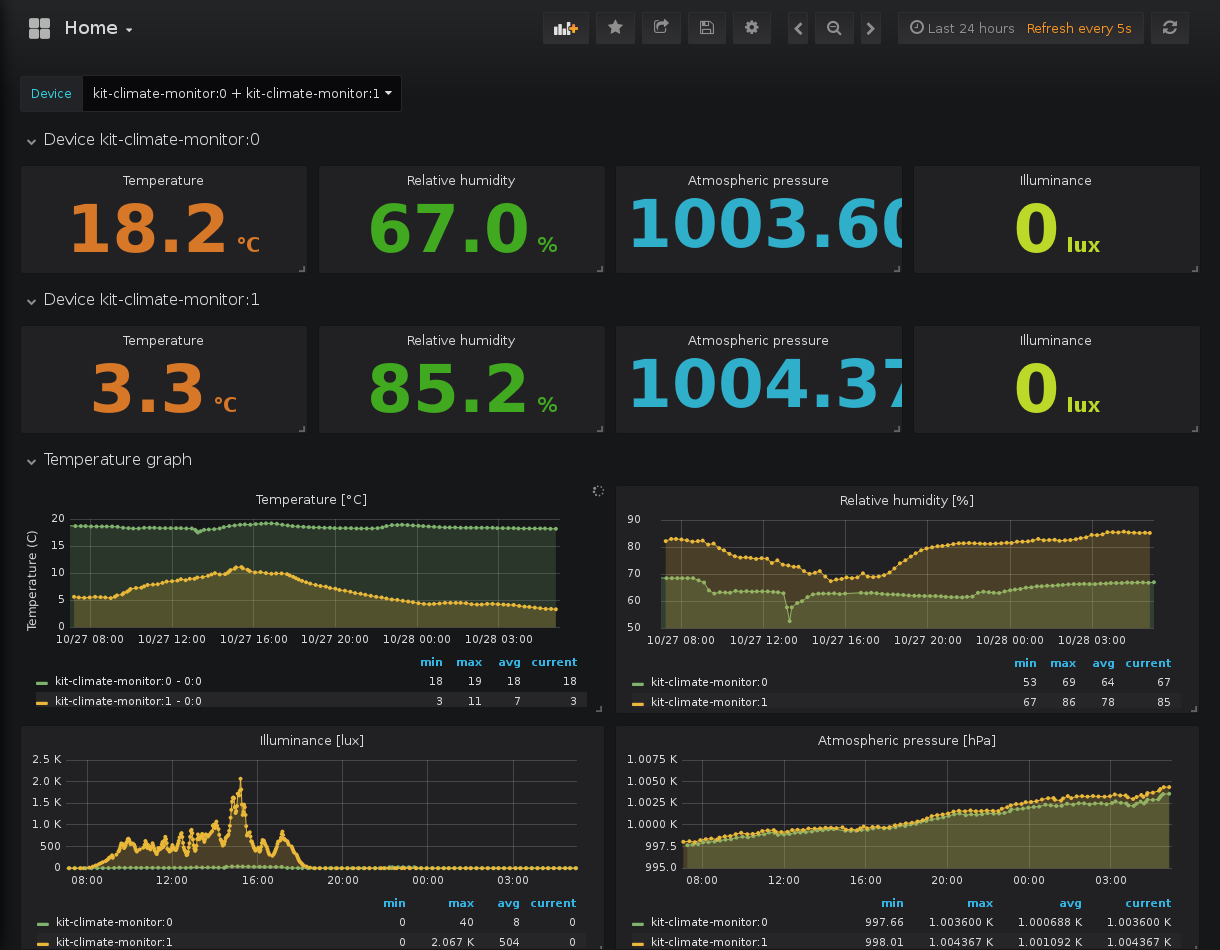 Home
Last 24 hours Refresh every 5s
Device kit-climate-monitor:0 + kit-climate-monitor:1
Device kit-climate-monitor:0
Temperature Relative humidity Atmospheric pressure Illuminance
18.2 °C 67.0 % 1003.60 0 lux
Device kit-climate-monitor:1
Temperature Relative humidity Atmospheric pressure Illuminance
3.3 °C 85.2 % 1004.37 0 lux
Temperature graph
Temperature [°C]
Temperature (C)
20
15
10
5
0
10/27 08:00 10/27 12:00 10/27 16:00 10/27 20:00 10/28 00:00 10/28 03:00
min max avg current
kit-climate-monitor:0 - 0:0 18 19 18 18
kit-climate-monitor:1 - 0:0 3 11 7 3
Relative humidity [%]
90
80
70
60
50
10/27 08:00 10/27 12:00 10/27 16:00 10/27 20:00 10/28 00:00 10/28 03:00
min max avg current
kit-climate-monitor:0 53 69 64 67
kit-climate-monitor:1 67 86 78 85
Illuminance [lux]
2.5 K
2.0 K
1.5 K
1.0 K
500
0
08:00 12:00 16:00 20:00 00:00 03:00
min max avg current
kit-climate-monitor:0 0 40 8 0
kit-climate-monitor:1 0 2.067 K 504 0
Atmospheric pressure [hPa]
1.0075 K
1.0050 K
1.0025 K
1.0000 K
997.5
995.0
08:00 12:00 16:00 20:00 00:00 03:00
min max avg current
kit-climate-monitor:0 997.66 1.003600 K 1.000688 K 1.003600 K
kit-climate-monitor:1 998.01 1.004367 K 1.001092 K 1.004367 K